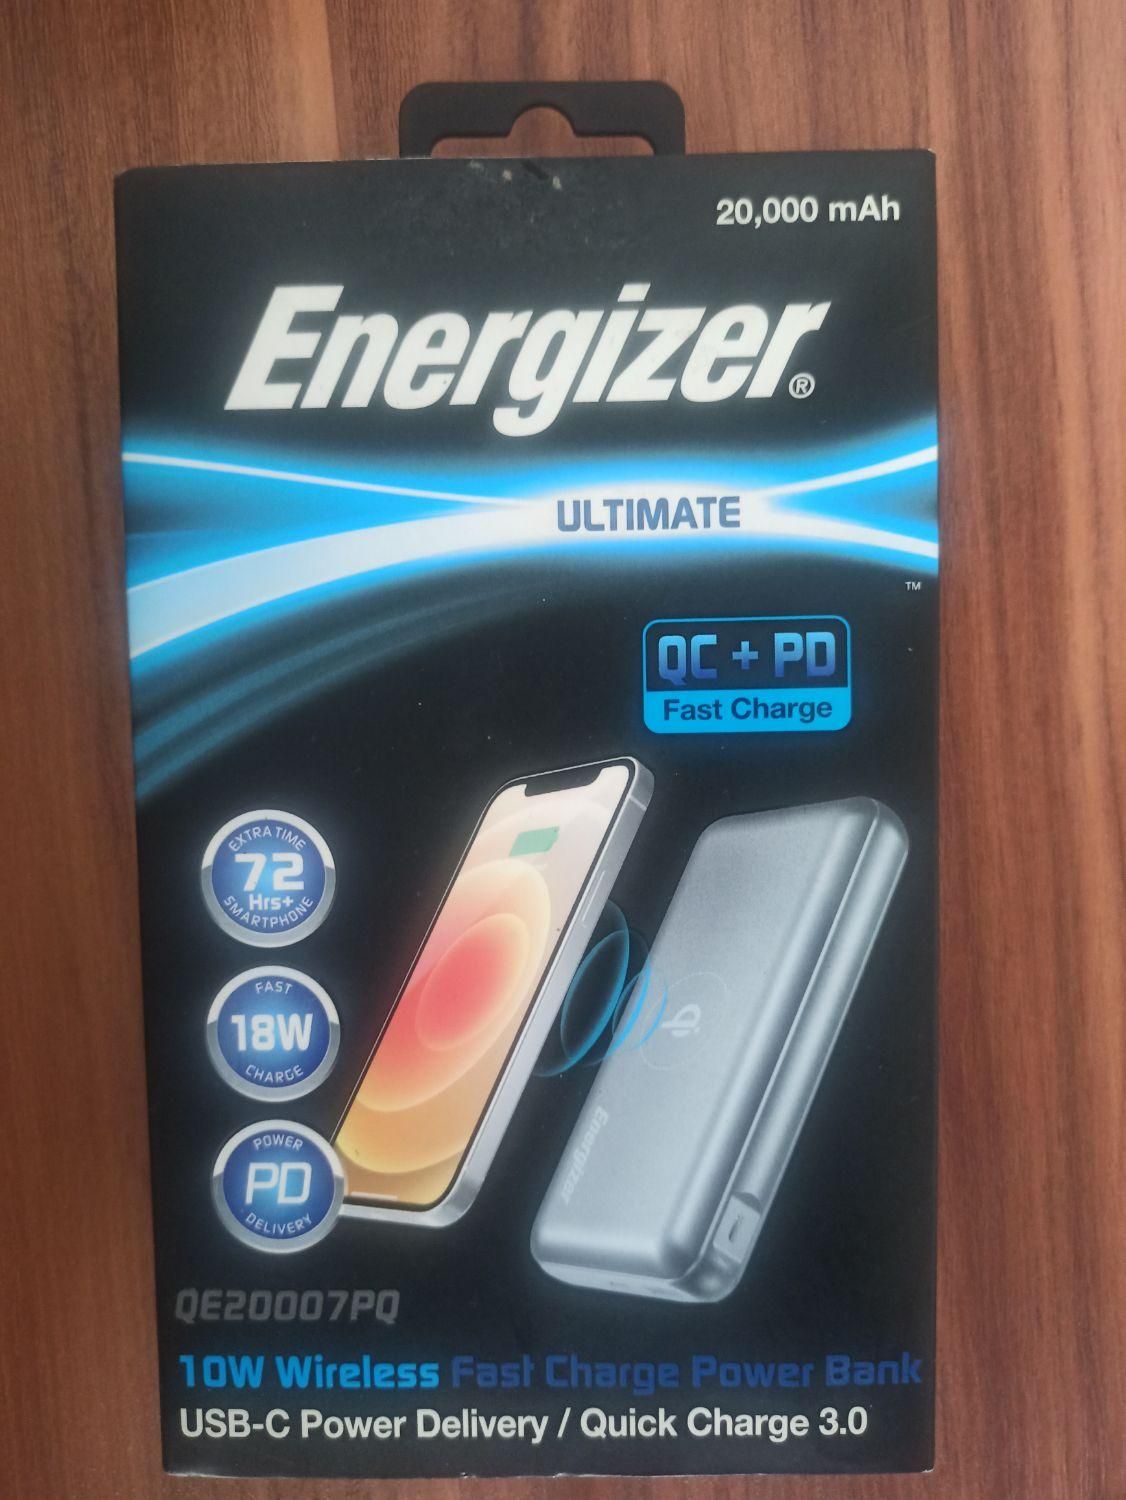 20,000 mAh
Energizer®
ULTIMATE
™
QC + PD
Fast Charge
EXTRA TIME
72
Hrs+
SMARTPHONE
FAST
18W
CHARGE
POWER
PD
DELIVERY
qi
Energizer
QE20007PQ
10W Wireless Fast Charge Power Bank
USB-C Power Delivery / Quick Charge 3.0